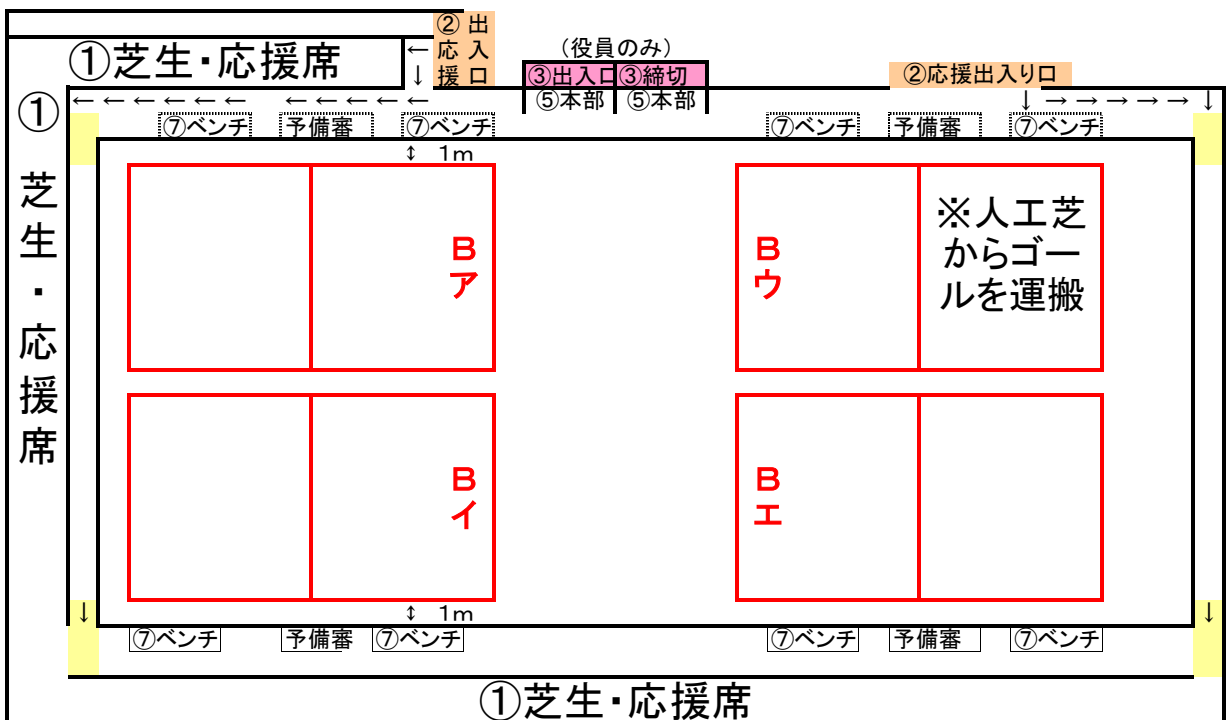 ②出
応入
援口
①芝生・応援席
←
↓
(役員のみ)
③出入口 ③締切
⑤本部 ⑤本部
②応援出入り口
← ← ← ← ← ← ← ← ← ← ←
↓ → → → → → ↓
①芝生・応援席
⑦ベンチ 予備審 ⑦ベンチ
⑦ベンチ 予備審 ⑦ベンチ
↕ 1m
Bア
Bウ
※人工芝
からゴー
ルを運搬
Bイ
Bエ
↓ ↕ 1m ↓
⑦ベンチ 予備審 ⑦ベンチ
⑦ベンチ 予備審 ⑦ベンチ
①芝生・応援席